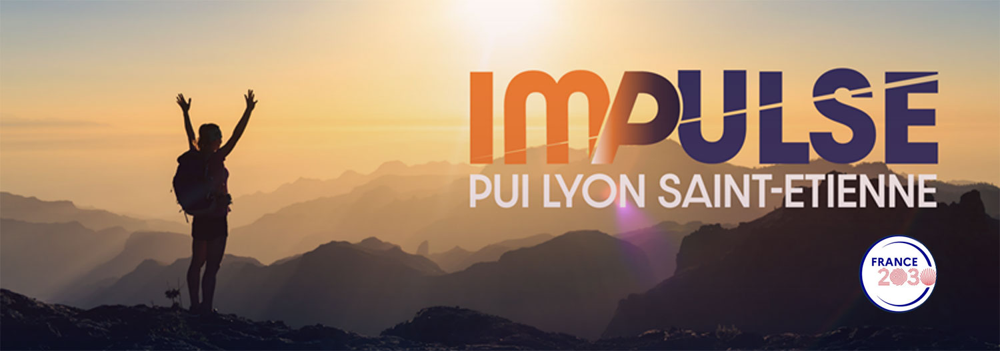 IMPULSE
PUI LYON SAINT-ETIENNE
FRANCE
2030